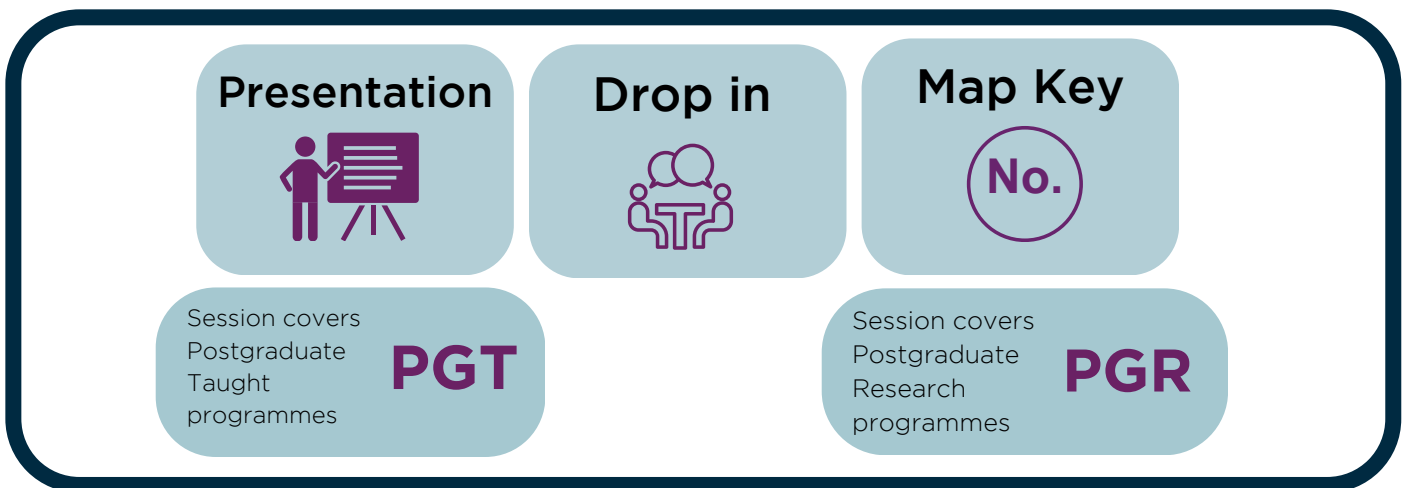 Presentation
Drop in
Map Key
No.
Session covers
Postgraduate
Taught
programmes
PGT
Session covers
Postgraduate
Research
programmes
PGR